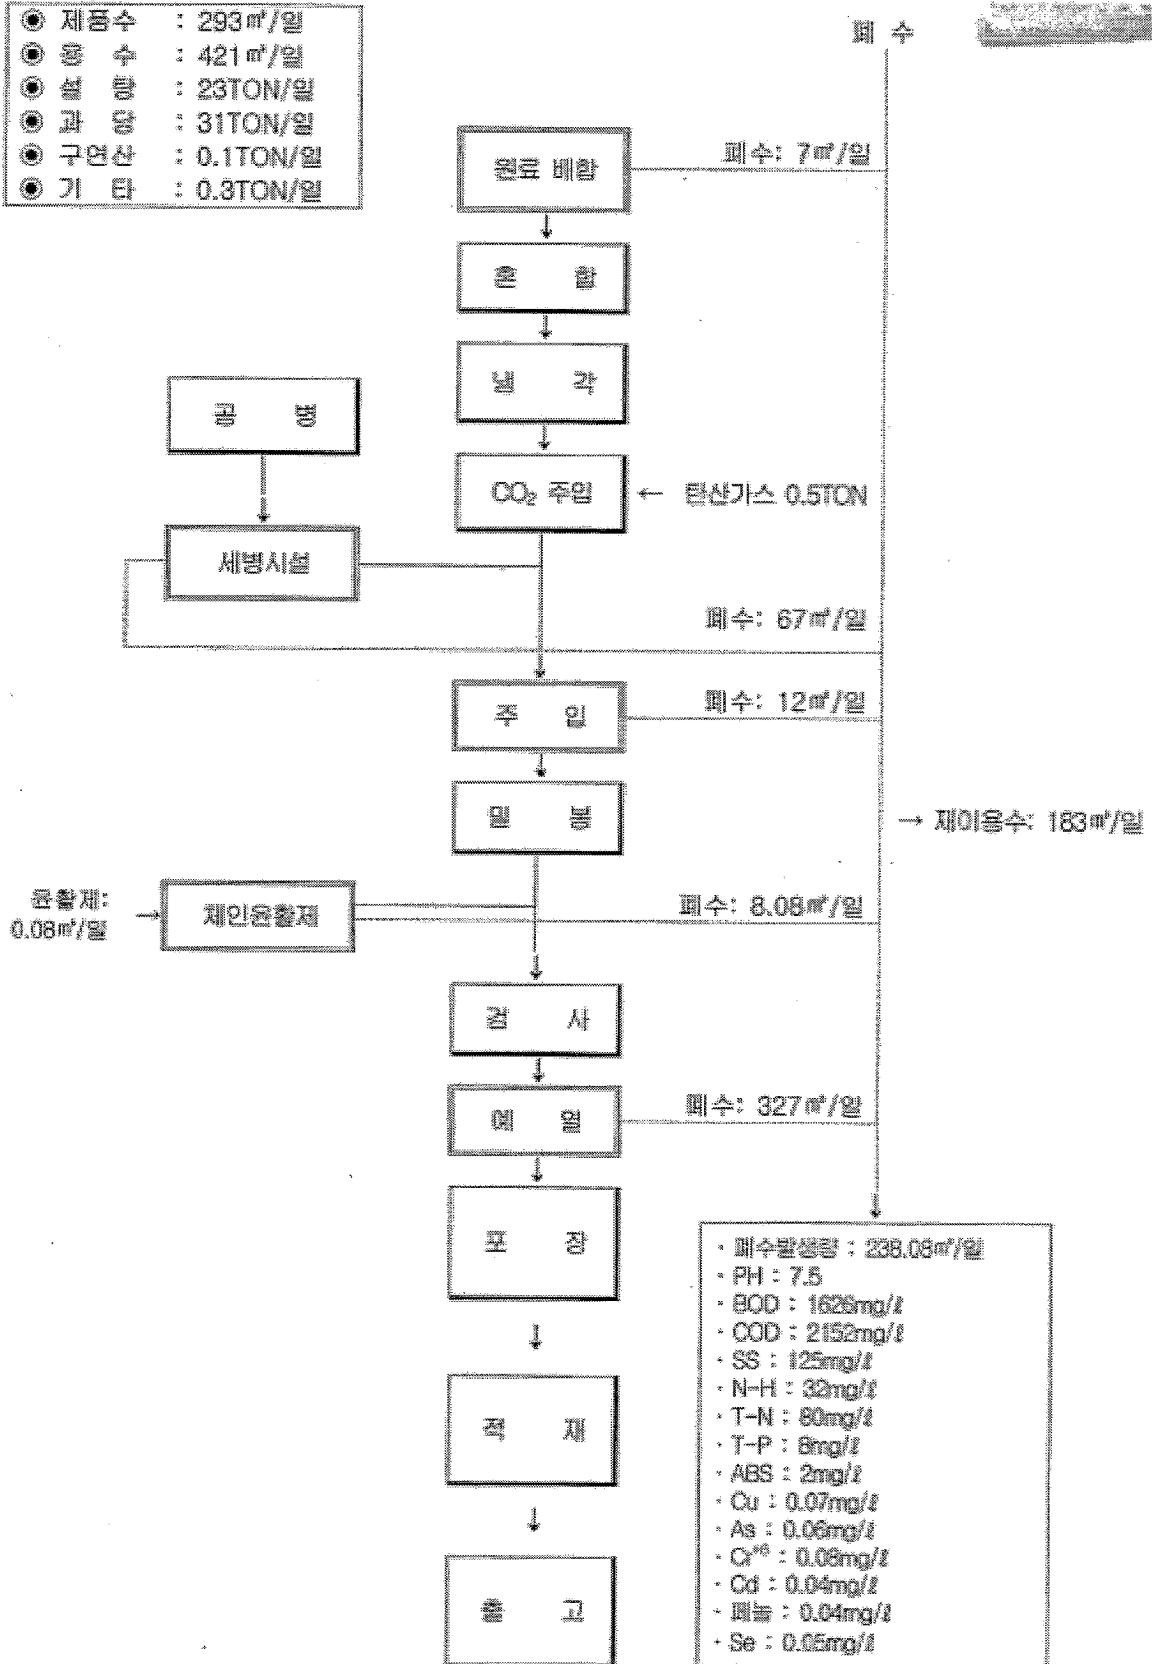 ◉ 제품수 : 293㎥/일
◉ 용 수 : 421㎥/일
◉ 설 탕 : 23TON/일
◉ 과 당 : 31TON/일
◉ 구연산 : 0.1TON/일
◉ 기 타 : 0.3TON/일
폐 수
원료 배합
폐수: 7㎥/일
혼 합
냉 각
공 병
CO₂ 주입
← 탄산가스 0.5TON
세병시설
폐수: 67㎥/일
주 입
폐수: 12㎥/일
밀 봉
→ 재이용수: 183㎥/일
윤활제:
0.08㎥/일
→ 체인윤활제
폐수: 8.08㎥/일
검 사
예 열
폐수: 327㎥/일
포 장
적 재
출 고
· 폐수발생량 : 238.08㎥/일
· PH : 7.5
· BOD : 1626mg/ℓ
· COD : 2152mg/ℓ
· SS : 125mg/ℓ
· N-H : 32mg/ℓ
· T-N : 80mg/ℓ
· T-P : 8mg/ℓ
· ABS : 2mg/ℓ
· Cu : 0.07mg/ℓ
· As : 0.06mg/ℓ
· Cr⁺⁶ : 0.08mg/ℓ
· Cd : 0.04mg/ℓ
· 페놀 : 0.04mg/ℓ
· Se : 0.05mg/ℓ